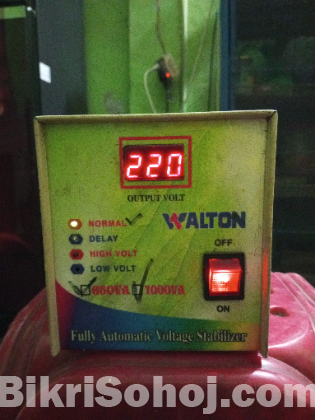 220
OUTPUT VOLT
NORMAL
WALTON
DELAY
OFF
HIGH VOLT
LOW VOLT
650VA 1000VA
ON
Fully Automatic Voltage Stabilizer
BikriSohoj.com